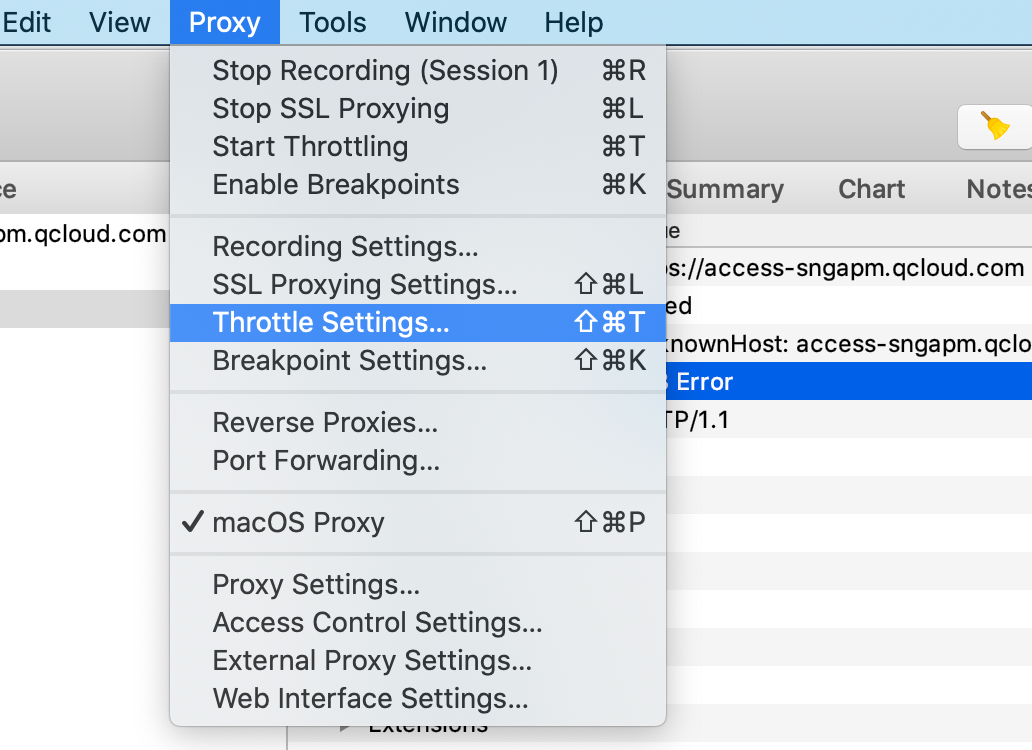 Edit View Proxy Tools Window Help
Stop Recording (Session 1) ⌘R
Stop SSL Proxying ⌘L
Start Throttling ⌘T
Enable Breakpoints ⌘K
Recording Settings...
SSL Proxying Settings... ⇧⌘L
Throttle Settings... ⇧⌘T
Breakpoint Settings... ⇧⌘K
Reverse Proxies...
Port Forwarding...
✓ macOS Proxy ⇧⌘P
Proxy Settings...
Access Control Settings...
External Proxy Settings...
Web Interface Settings...
Summary Chart Notes
om.qcloud.com
ps://access-sngapm.qcloud.com
ed
knownHost: access-sngapm.qclo
Error
TP/1.1
Extensions